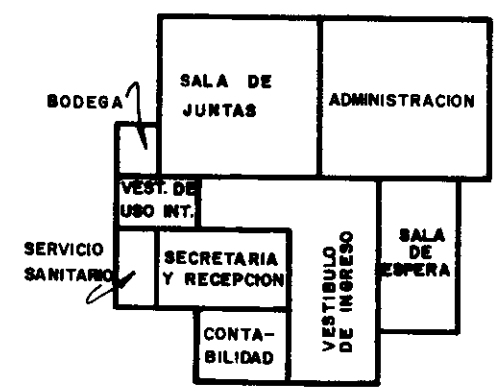 SALA DE
JUNTAS
ADMINISTRACION
BODEGA
VEST. DE
USO INT.
SERVICIO
SANITARIO
SECRETARIA
Y RECEPCION
VESTIBULO
DE INGRESO
SALA
DE
ESPERA
CONTA-
BILIDAD